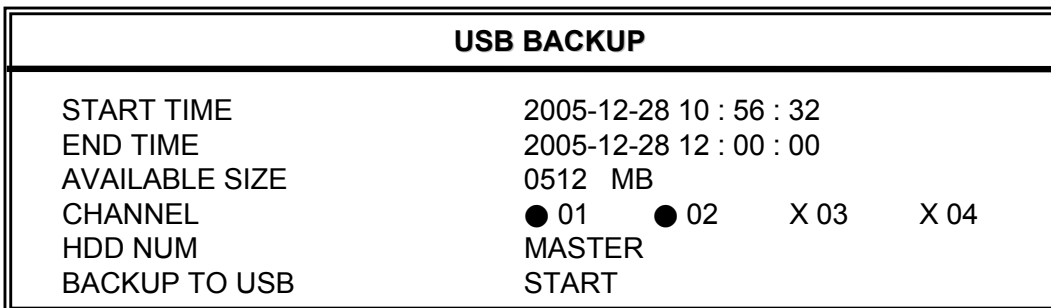 USB BACKUP
START TIME 2005-12-28 10 : 56 : 32
END TIME 2005-12-28 12 : 00 : 00
AVAILABLE SIZE 0512 MB
CHANNEL ● 01 ● 02 X 03 X 04
HDD NUM MASTER
BACKUP TO USB START